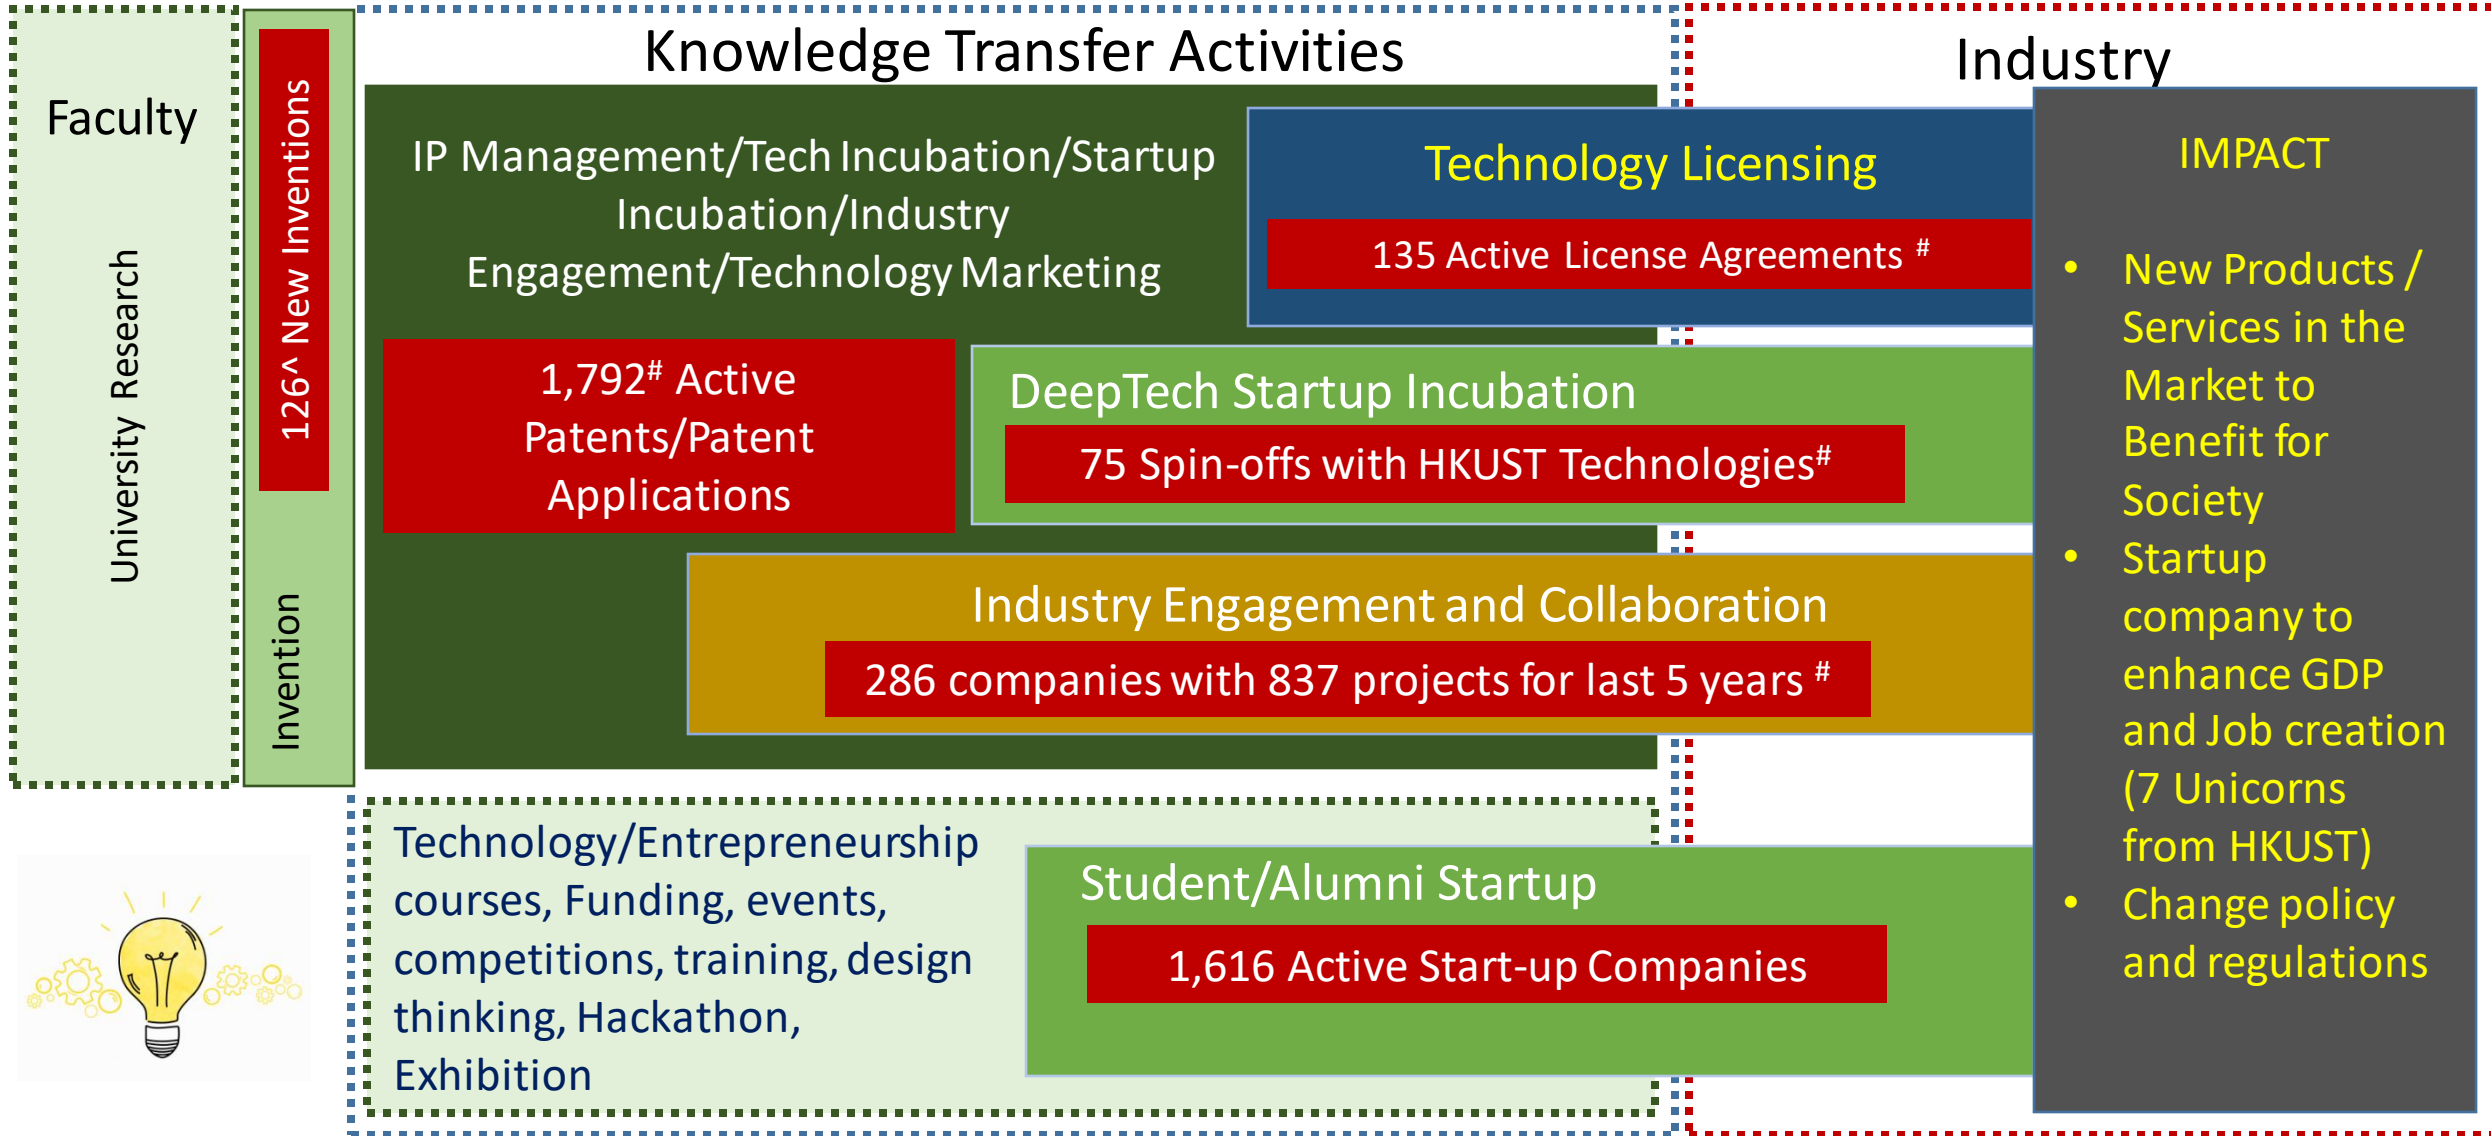 Faculty
University Research
126^ New Inventions
Invention
Knowledge Transfer Activities
IP Management/Tech Incubation/Startup
Incubation/Industry
Engagement/Technology Marketing
1,792# Active
Patents/Patent
Applications
Technology Licensing
135 Active License Agreements #
DeepTech Startup Incubation
75 Spin-offs with HKUST Technologies#
Industry Engagement and Collaboration
286 companies with 837 projects for last 5 years #
Technology/Entrepreneurship
courses, Funding, events,
competitions, training, design
thinking, Hackathon,
Exhibition
Student/Alumni Startup
1,616 Active Start-up Companies
Industry
IMPACT
• New Products /
Services in the
Market to
Benefit for
Society
• Startup
company to
enhance GDP
and Job creation
(7 Unicorns
from HKUST)
• Change policy
and regulations